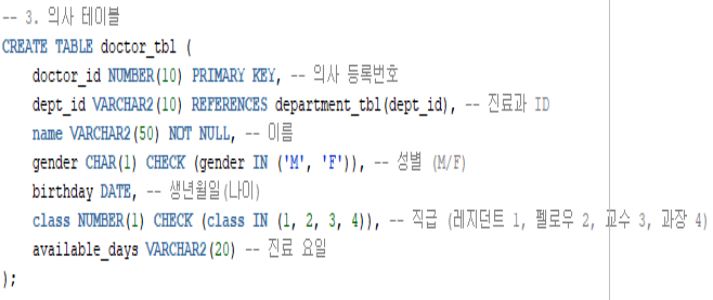 -- 3. 의사 테이블
CREATE TABLE doctor_tbl (
doctor_id NUMBER(10) PRIMARY KEY, -- 의사 등록번호
dept_id VARCHAR2(10) REFERENCES department_tbl(dept_id), -- 진료과 ID
name VARCHAR2(50) NOT NULL, -- 이름
gender CHAR(1) CHECK (gender IN ('M', 'F')), -- 성별 (M/F)
birthday DATE, -- 생년월일(나이)
class NUMBER(1) CHECK (class IN (1, 2, 3, 4)), -- 직급 (레지던트 1, 펠로우 2, 교수 3, 과장 4)
available_days VARCHAR2(20) -- 진료 요일
);